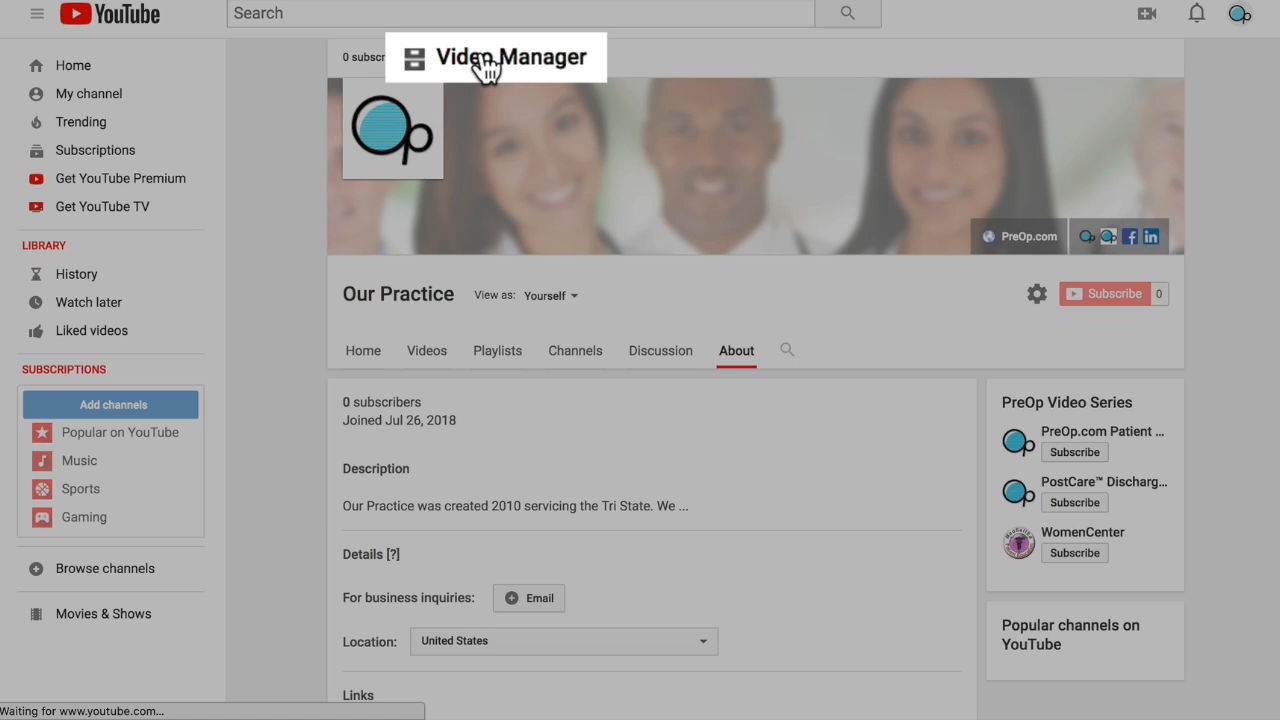 YouTube
Search
0 subscr
Video Manager
Home
My channel
Trending
Subscriptions
Get YouTube Premium
Get YouTube TV
LIBRARY
History
Watch later
Liked videos
SUBSCRIPTIONS
Add channels
Popular on YouTube
Music
Sports
Gaming
Browse channels
Movies & Shows
PreOp.com
Our Practice View as: Yourself
Subscribe 0
Home Videos Playlists Channels Discussion About
0 subscribers
Joined Jul 26, 2018
Description
Our Practice was created 2010 servicing the Tri State. We ...
Details [?]
For business inquiries: Email
Location: United States
Links
PreOp Video Series
PreOp.com Patient ...
Subscribe
PostCare™ Discharg...
Subscribe
WomenCenter
Subscribe
Popular channels on
YouTube
Waiting for www.youtube.com...